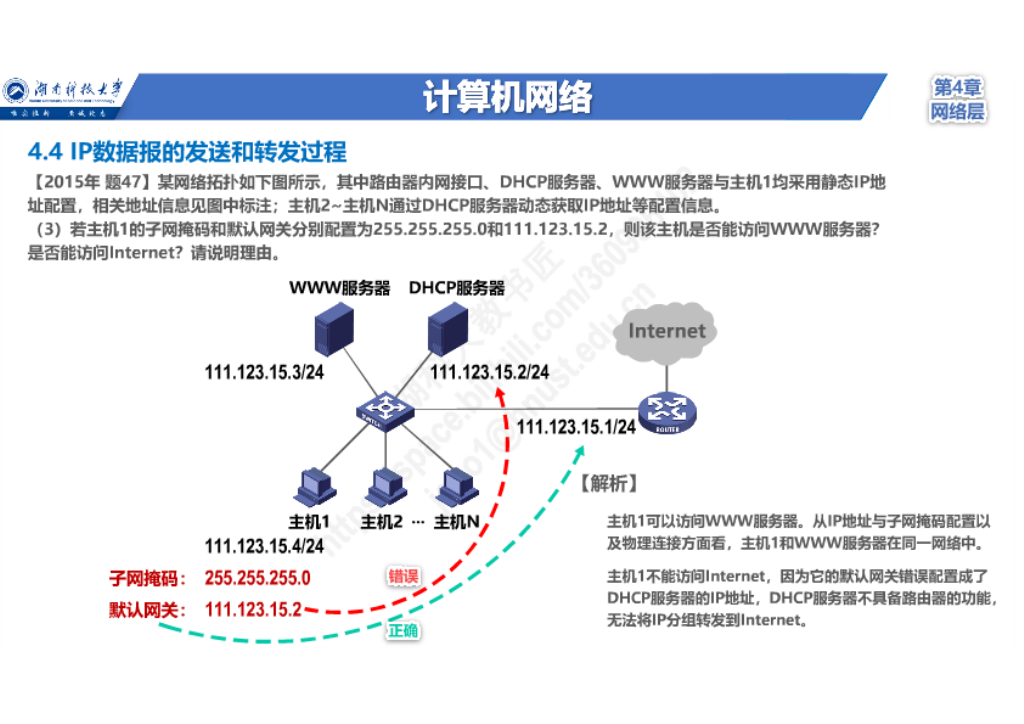 湖南科技大学
计算机网络
第4章
网络层
4.4 IP数据报的发送和转发过程
【2015年 题47】某网络拓扑如下图所示，其中路由器内网接口、DHCP服务器、WWW服务器与主机1均采用静态IP地
址配置，相关地址信息见图中标注；主机2~主机N通过DHCP服务器动态获取IP地址等配置信息。
（3）若主机1的子网掩码和默认网关分别配置为255.255.255.0和111.123.15.2，则该主机是否能访问WWW服务器？
是否能访问Internet？请说明理由。
WWW服务器 DHCP服务器
Internet
111.123.15.3/24
111.123.15.2/24
111.123.15.1/24
ROUTER
【解析】
主机1 主机2 … 主机N
111.123.15.4/24
子网掩码： 255.255.255.0
默认网关： 111.123.15.2
错误
正确
主机1可以访问WWW服务器。从IP地址与子网掩码配置以
及物理连接方面看，主机1和WWW服务器在同一网络中。
主机1不能访问Internet，因为它的默认网关错误配置成了
DHCP服务器的IP地址，DHCP服务器不具备路由器的功能，
无法将IP分组转发到Internet。